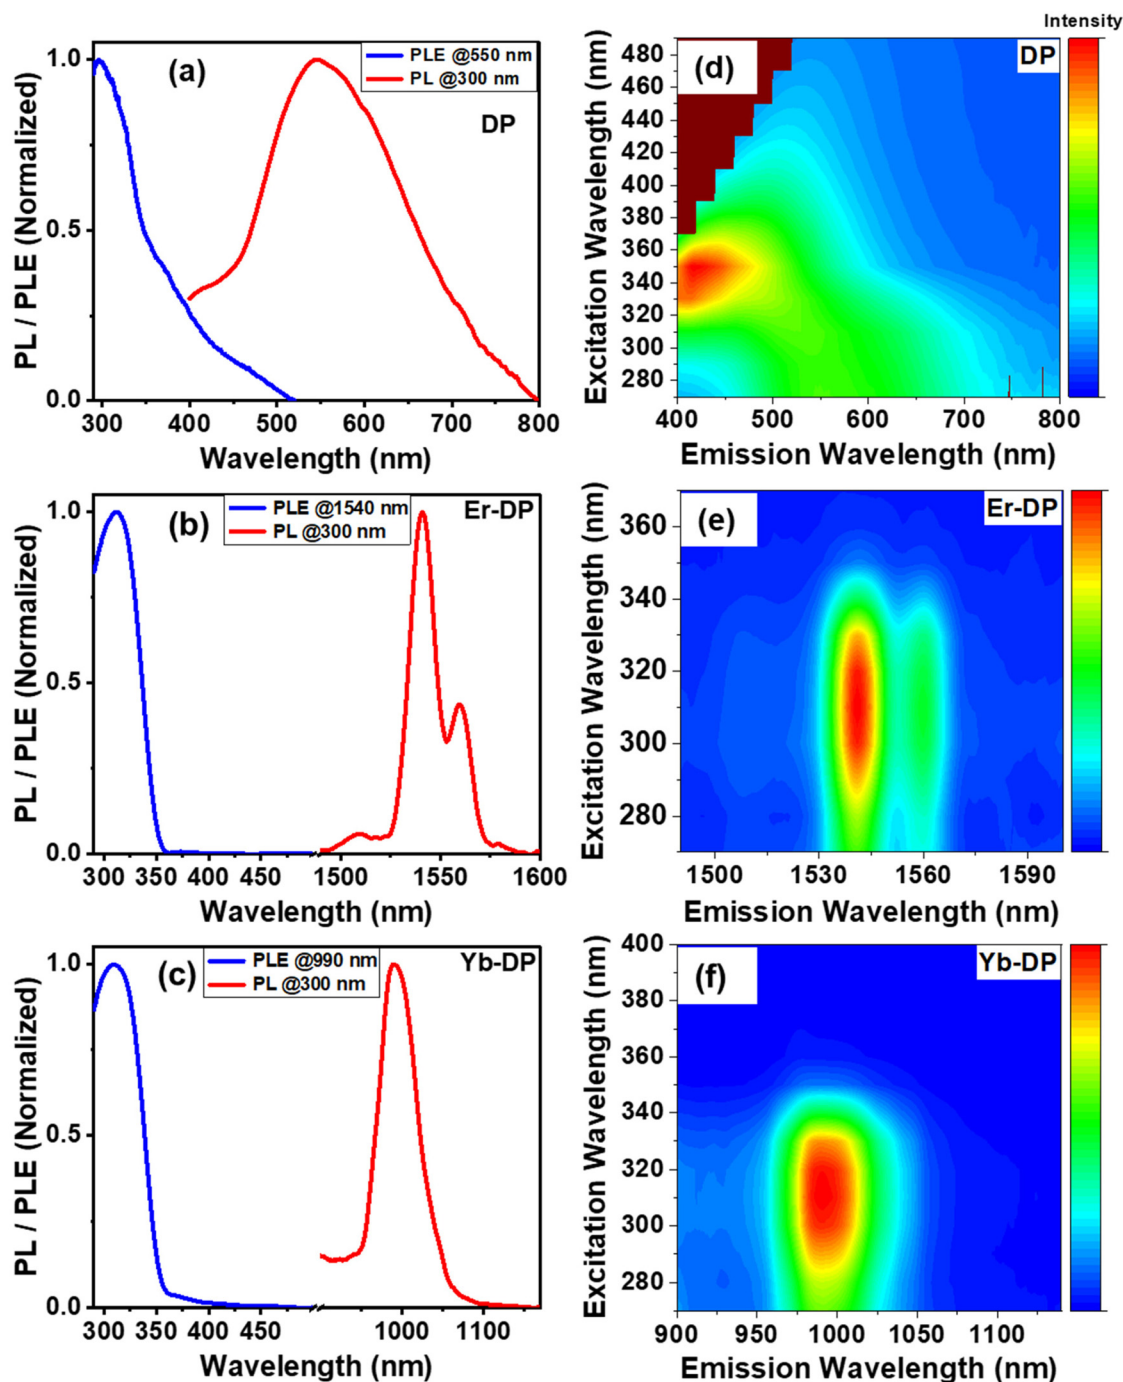 Intensity
(a)
PLE @550 nm
PL @300 nm
DP
PL / PLE (Normalized)
1.0
0.5
0.0
300 400 500 600 700 800
Wavelength (nm)
(d)
DP
Excitation Wavelength (nm)
480
460
440
420
400
380
360
340
320
300
280
400 500 600 700 800
Emission Wavelength (nm)
(b)
PLE @1540 nm
PL @300 nm
Er-DP
PL / PLE (Normalized)
1.0
0.5
0.0
300 350 400 450 1500 1550 1600
Wavelength (nm)
(e)
Er-DP
Excitation Wavelength (nm)
360
340
320
300
280
1500 1530 1560 1590
Emission Wavelength (nm)
(c)
PLE @990 nm
PL @300 nm
Yb-DP
PL / PLE (Normalized)
1.0
0.5
0.0
300 350 400 450 1000 1100
Wavelength (nm)
(f)
Yb-DP
Excitation Wavelength (nm)
400
380
360
340
320
300
280
900 950 1000 1050 1100
Emission Wavelength (nm)